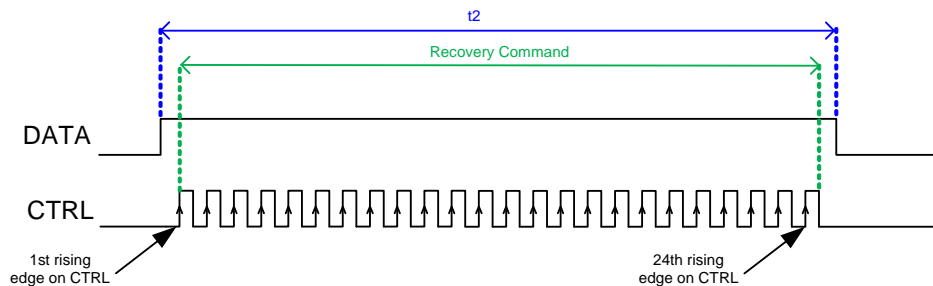 t2
Recovery Command
DATA
CTRL
1st rising
edge on CTRL
24th rising
edge on CTRL